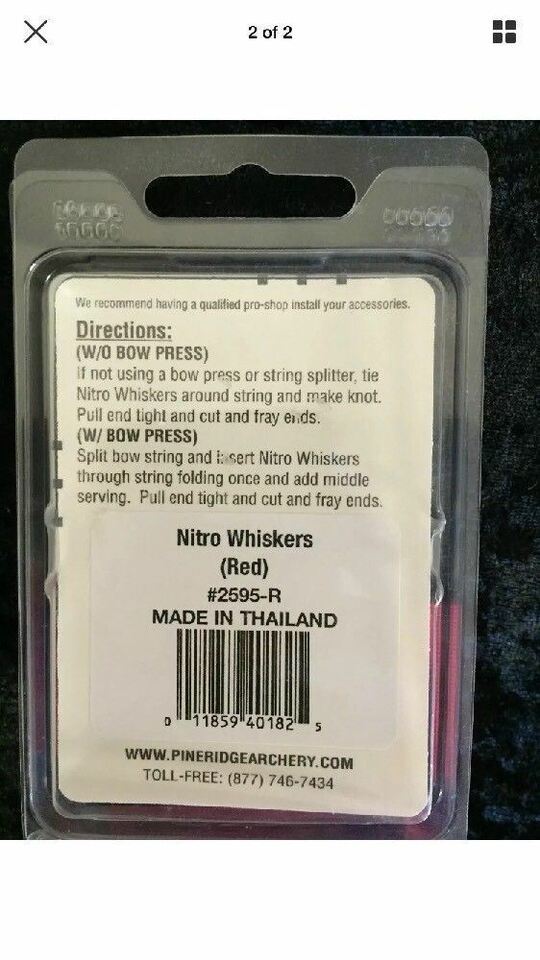 2 of 2
We recommend having a qualified pro-shop install your accessories.
Directions:
(W/O BOW PRESS)
If not using a bow press or string splitter, tie
Nitro Whiskers around string and make knot.
Pull end tight and cut and fray ends.
(W/ BOW PRESS)
Split bow string and insert Nitro Whiskers
through string folding once and add middle
serving. Pull end tight and cut and fray ends.
Nitro Whiskers
(Red)
#2595-R
MADE IN THAILAND
0 11859 40182 5
WWW.PINERIDGEARCHERY.COM
TOLL-FREE: (877) 746-7434